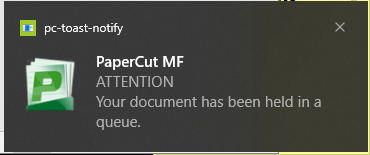 pc-toast-notify
PaperCut MF
ATTENTION
Your document has been held in a
queue.